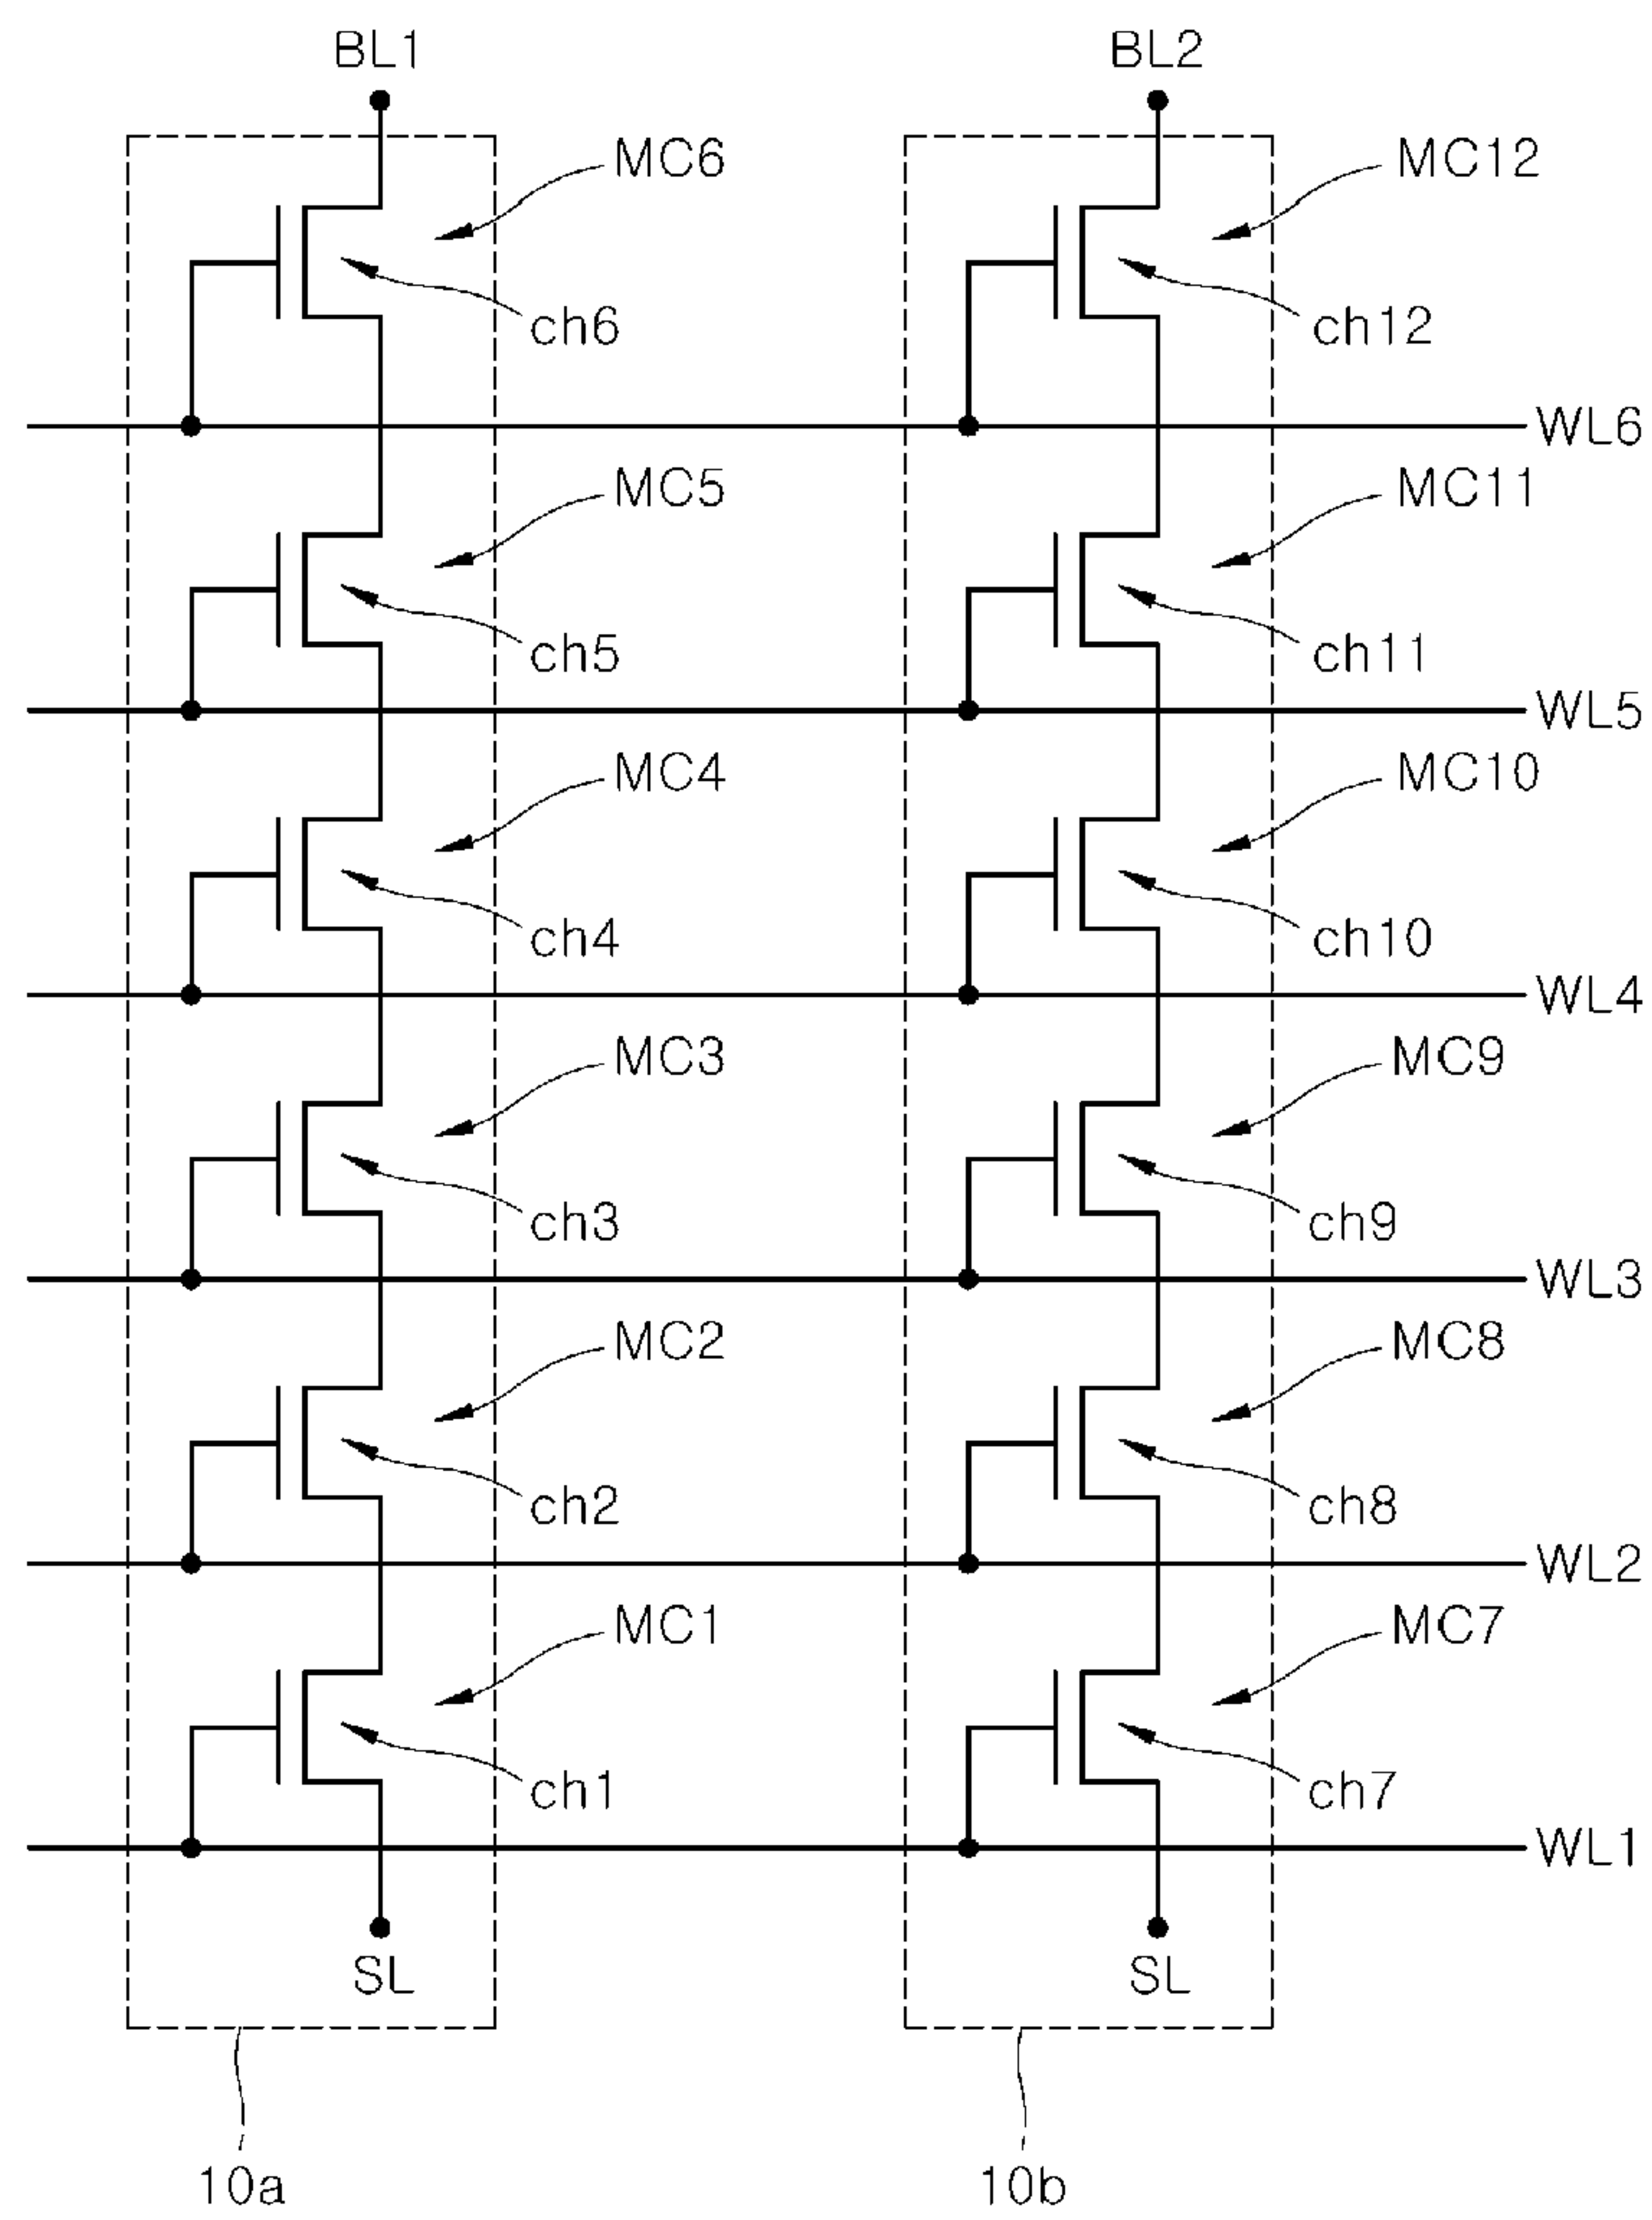 BL1 BL2
MC6 MC12
ch6 ch12
WL6
MC5 MC11
ch5 ch11
WL5
MC4 MC10
ch4 ch10
WL4
MC3 MC9
ch3 ch9
WL3
MC2 MC8
ch2 ch8
WL2
MC1 MC7
ch1 ch7
WL1
SL SL
10a 10b